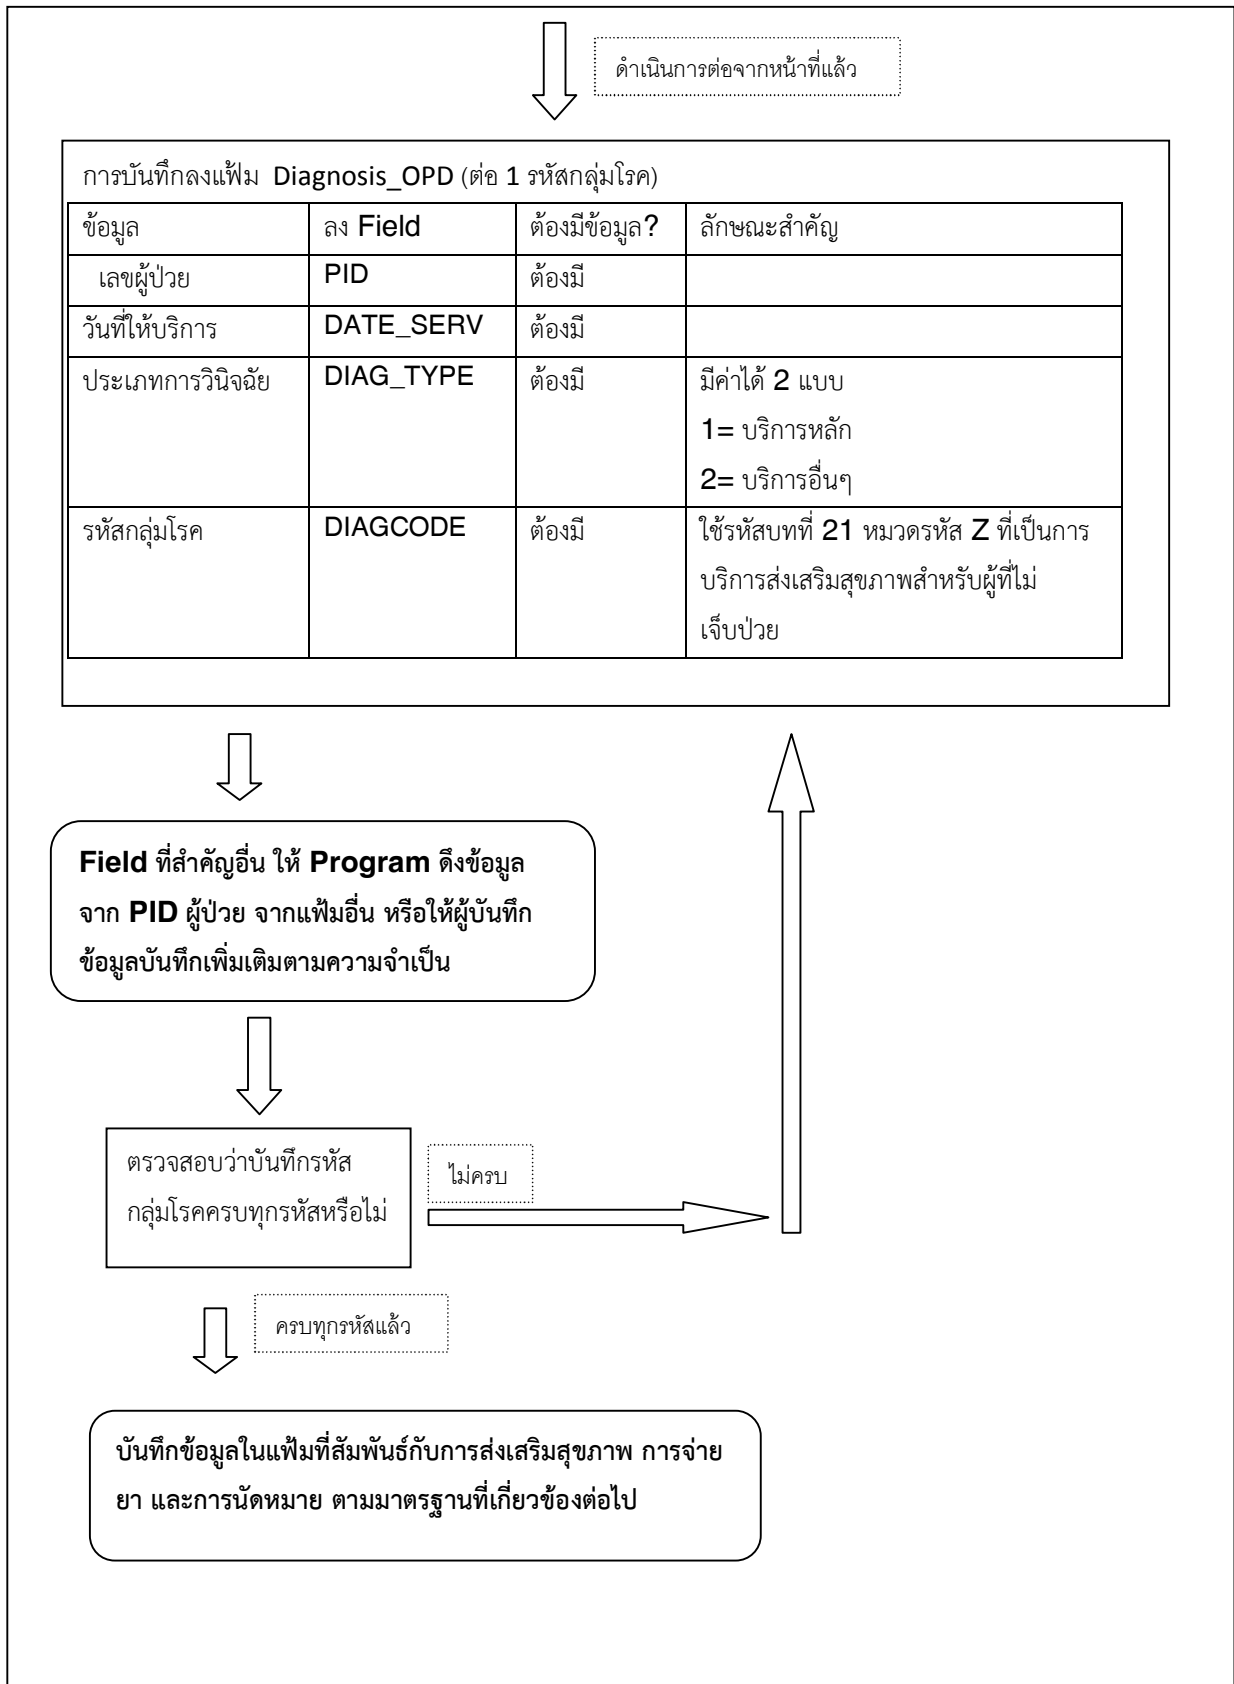 ดำเนินการต่อจากหน้าที่แล้ว
การบันทึกลงแฟ้ม Diagnosis_OPD (ต่อ 1 รหัสกลุ่มโรค)
ข้อมูล ลง Field ต้องมีข้อมูล? ลักษณะสำคัญ
เลขผู้ป่วย PID ต้องมี
วันที่ให้บริการ DATE_SERV ต้องมี
ประเภทการวินิจฉัย DIAG_TYPE ต้องมี มีค่าได้ 2 แบบ
1= บริการหลัก
2= บริการอื่นๆ
รหัสกลุ่มโรค DIAGCODE ต้องมี ใช้รหัสบทที่ 21 หมวดรหัส Z ที่เป็นการ
บริการส่งเสริมสุขภาพสำหรับผู้ที่ไม่
เจ็บป่วย
Field ที่สำคัญอื่น ให้ Program ดึงข้อมูล
จาก PID ผู้ป่วย จากแฟ้มอื่น หรือให้ผู้บันทึก
ข้อมูลบันทึกเพิ่มเติมตามความจำเป็น
ตรวจสอบว่าบันทึกรหัส
กลุ่มโรคครบทุกรหัสหรือไม่
ไม่ครบ
ครบทุกรหัสแล้ว
บันทึกข้อมูลในแฟ้มที่สัมพันธ์กับการส่งเสริมสุขภาพ การจ่าย
ยา และการนัดหมาย ตามมาตรฐานที่เกี่ยวข้องต่อไป